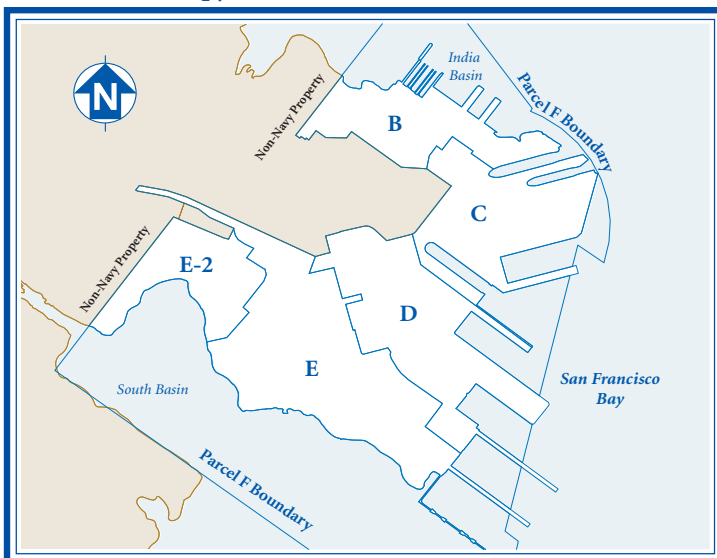 India
Basin
Parcel F Boundary
Non-Navy Property
N
B
C
Non-Navy Property
E-2
D
E
South Basin
San Francisco
Bay
Parcel F Boundary